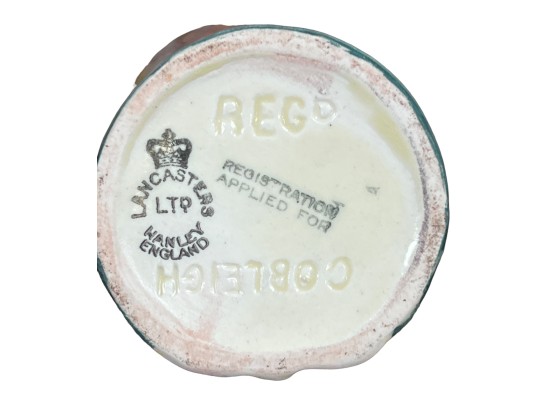 REGD
LANCASTERS
LTD
HANLEY
ENGLAND
REGISTRATION
APPLIED FOR
A
COBLEIGH